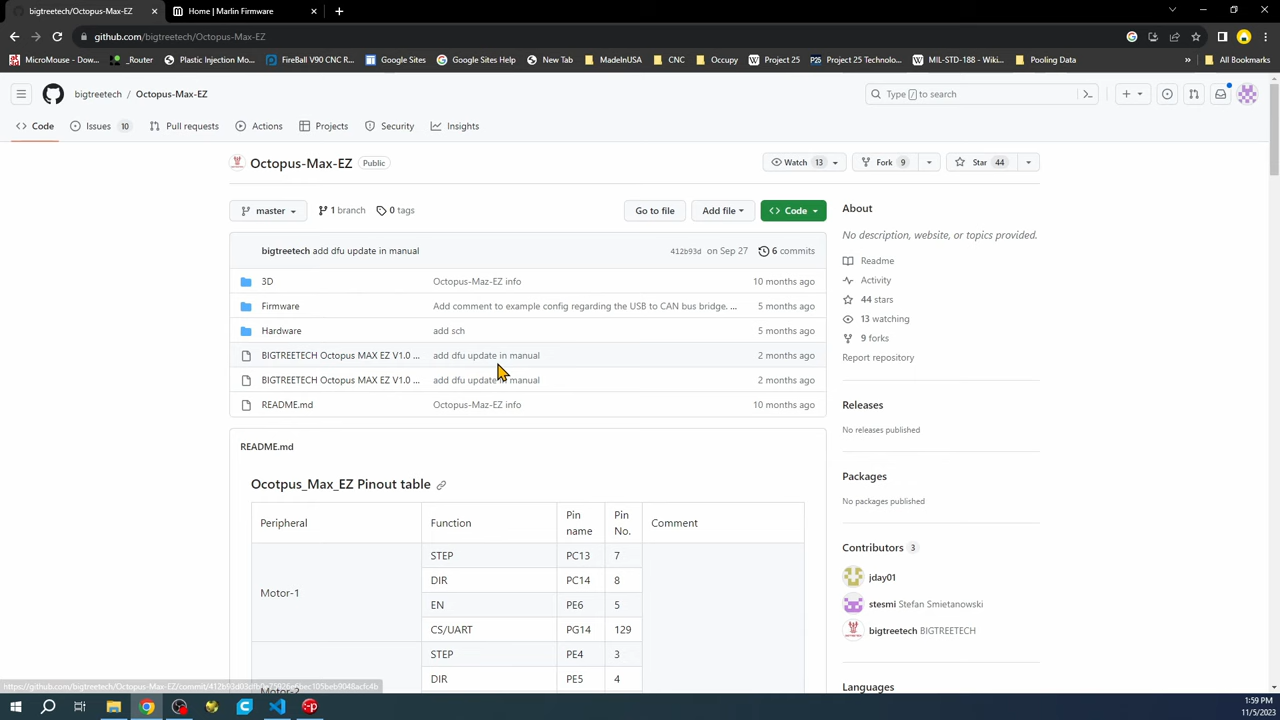 bigtreetech/Octopus-Max-EZ
Home | Marlin Firmware
github.com/bigtreetech/Octopus-Max-EZ
MicroMouse - Dow...
_Router
Plastic Injection Mo...
FireBall V90 CNC R...
Google Sites
Google Sites Help
New Tab
MadeInUSA
CNC
Occupy
Project 25
Project 25 Technolo...
MIL-STD-188 - Wiki...
Pooling Data
»
All Bookmarks
bigtreetech / Octopus-Max-EZ
Type / to search
Code
Issues 10
Pull requests
Actions
Projects
Security
Insights
Octopus-Max-EZ Public
Watch 13
Fork 9
Star 44
master
1 branch
0 tags
Go to file
Add file
Code
bigtreetech add dfu update in manual
412b93d on Sep 27
6 commits
3D Octopus-Maz-EZ info 10 months ago
Firmware Add comment to example config regarding the USB to CAN bus bridge. ... 5 months ago
Hardware add sch 5 months ago
BIGTREETECH Octopus MAX EZ V1.0 ... add dfu update in manual 2 months ago
BIGTREETECH Octopus MAX EZ V1.0 ... add dfu update in manual 2 months ago
README.md Octopus-Maz-EZ info 10 months ago
README.md
Ocotpus_Max_EZ Pinout table
Peripheral Function Pin name Pin No. Comment
Motor-1
STEP PC13 7
DIR PC14 8
EN PE6 5
CS/UART PG14 129
STEP PE4 3
DIR PE5 4
Motor-2
About
No description, website, or topics provided.
Readme
Activity
44 stars
13 watching
9 forks
Report repository
Releases
No releases published
Packages
No packages published
Contributors 3
jday01
stesmi Stefan Smietanowski
bigtreetech BIGTREETECH
Languages
1:59 PM
11/5/2023